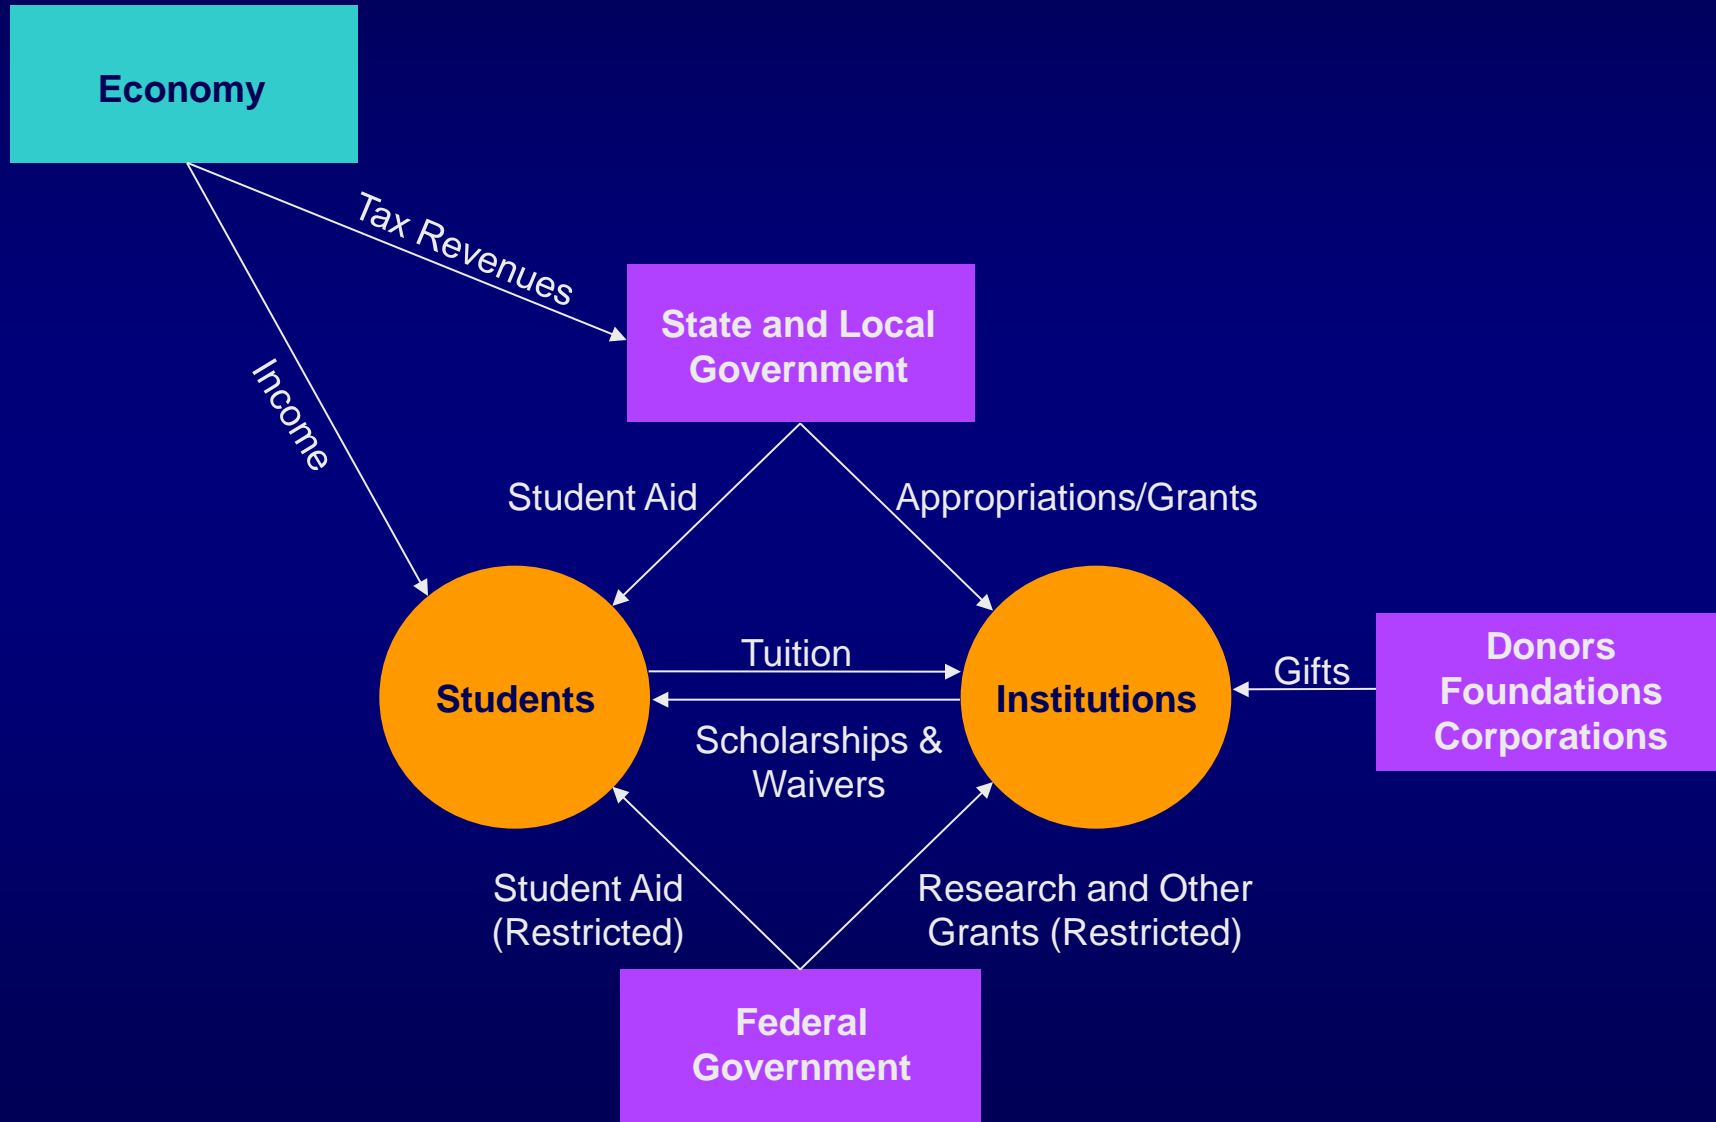 Economy
Tax Revenues
State and Local
Government
Income
Student Aid
Appropriations/Grants
Tuition
Students
Institutions
Gifts
Donors
Foundations
Corporations
Scholarships &
Waivers
Student Aid
(Restricted)
Research and Other
Grants (Restricted)
Federal
Government